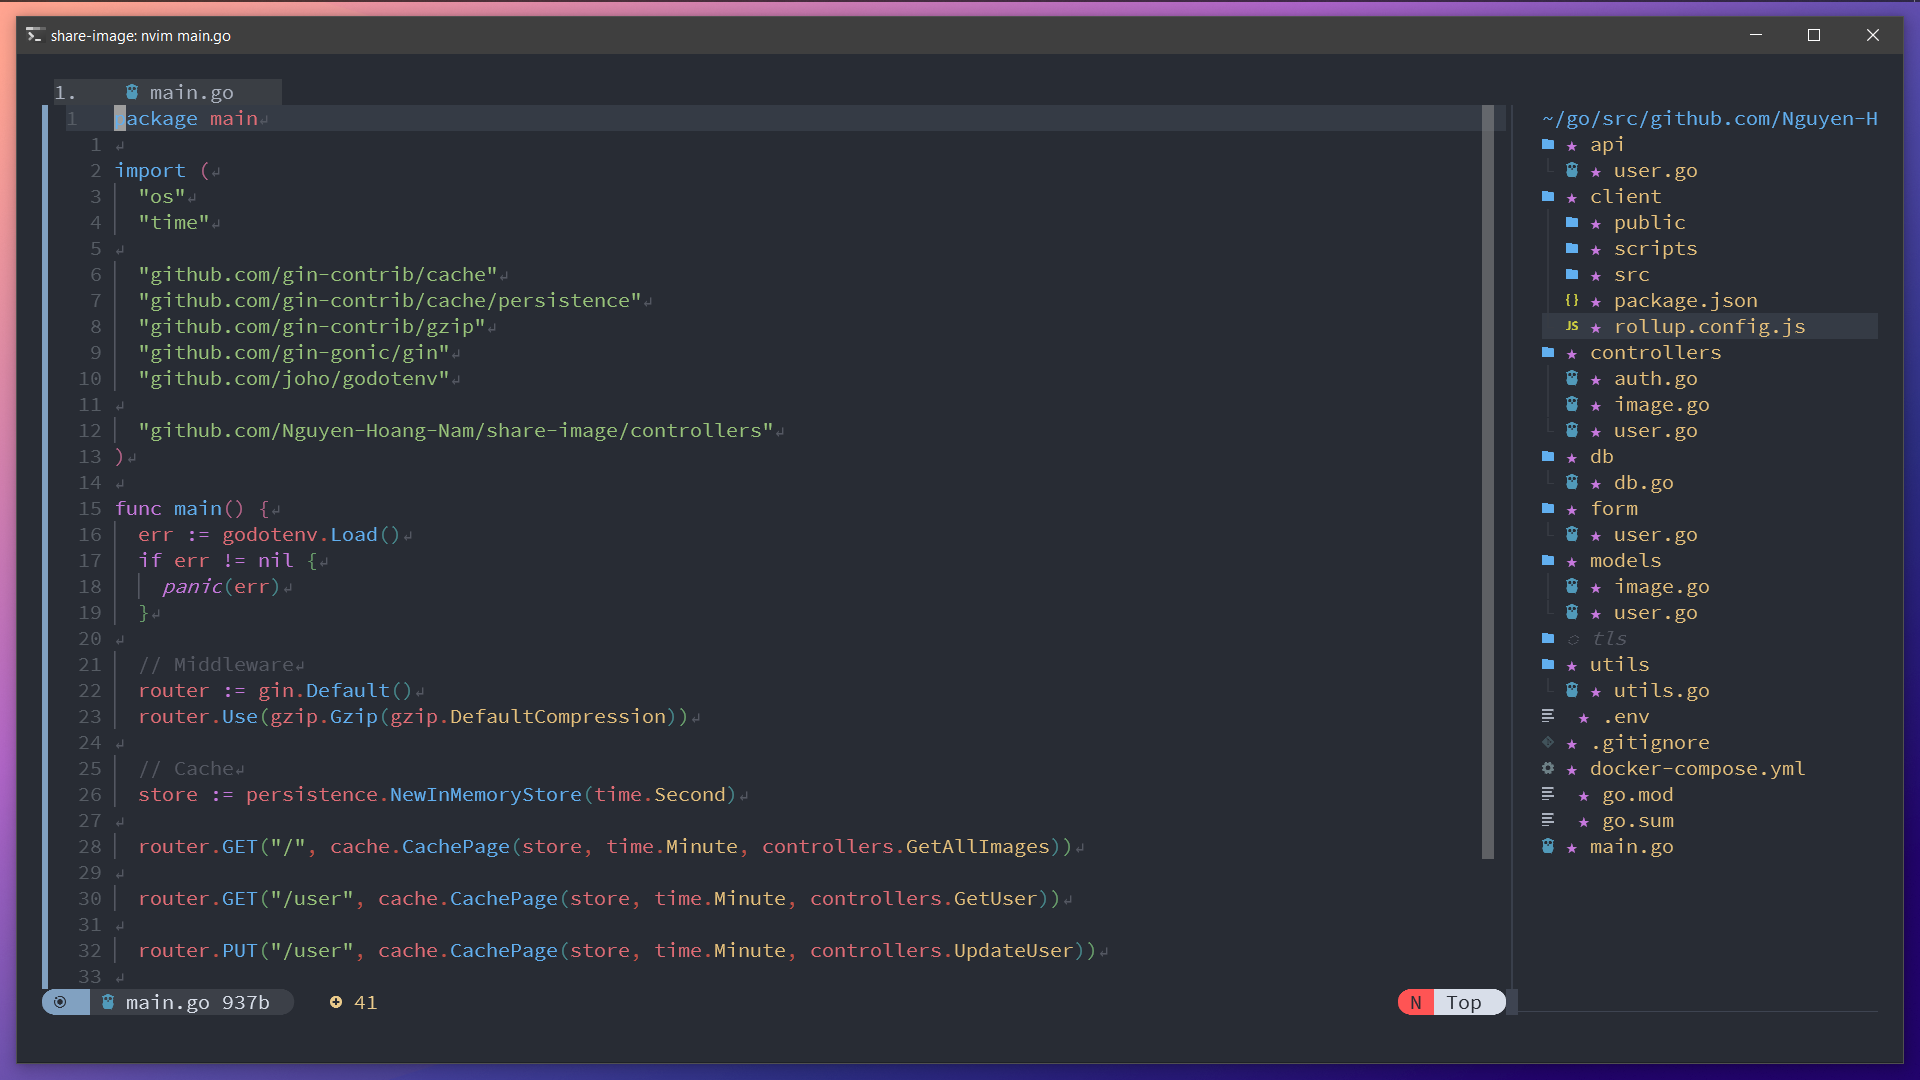 share-image: nvim main.go
1. main.go
1 package main
1
2 import (
3 "os"
4 "time"
5
6 "github.com/gin-contrib/cache"
7 "github.com/gin-contrib/cache/persistence"
8 "github.com/gin-contrib/gzip"
9 "github.com/gin-gonic/gin"
10 "github.com/joho/godotenv"
11
12 "github.com/Nguyen-Hoang-Nam/share-image/controllers"
13 )
14
15 func main() {
16 err := godotenv.Load()
17 if err != nil {
18 panic(err)
19 }
20
21 // Middleware
22 router := gin.Default()
23 router.Use(gzip.Gzip(gzip.DefaultCompression))
24
25 // Cache
26 store := persistence.NewInMemoryStore(time.Second)
27
28 router.GET("/", cache.CachePage(store, time.Minute, controllers.GetAllImages))
29
30 router.GET("/user", cache.CachePage(store, time.Minute, controllers.GetUser))
31
32 router.PUT("/user", cache.CachePage(store, time.Minute, controllers.UpdateUser))
33
main.go 937b 41
N Top
~/go/src/github.com/Nguyen-H
api
user.go
client
public
scripts
src
{} package.json
JS rollup.config.js
controllers
auth.go
image.go
user.go
db
db.go
form
user.go
models
image.go
user.go
tls
utils
utils.go
.env
.gitignore
docker-compose.yml
go.mod
go.sum
main.go